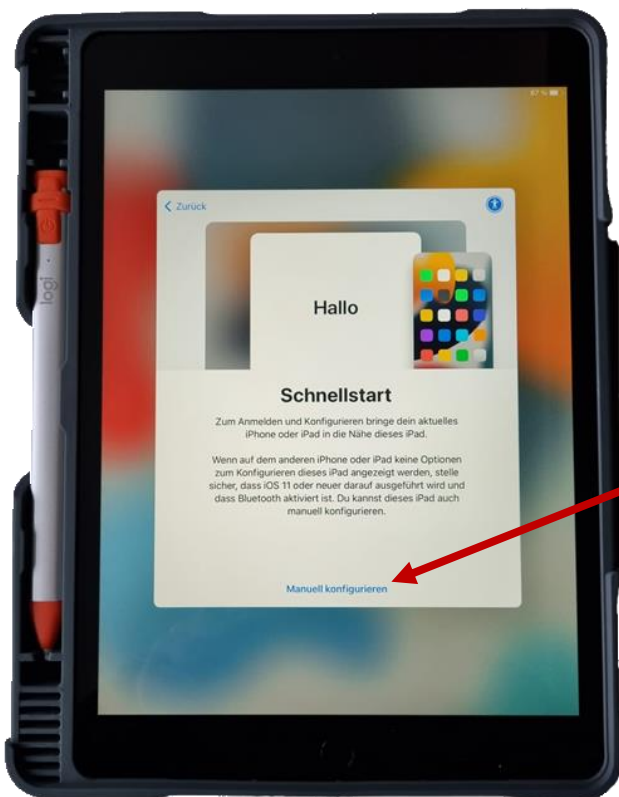 87 %
Zurück
Hallo
logi
Schnellstart
Zum Anmelden und Konfigurieren bringe dein aktuelles
iPhone oder iPad in die Nähe dieses iPad.
Wenn auf dem anderen iPhone oder iPad keine Optionen
zum Konfigurieren dieses iPad angezeigt werden, stelle
sicher, dass iOS 11 oder neuer darauf ausgeführt wird und
dass Bluetooth aktiviert ist. Du kannst dieses iPad auch
manuell konfigurieren.
Manuell konfigurieren